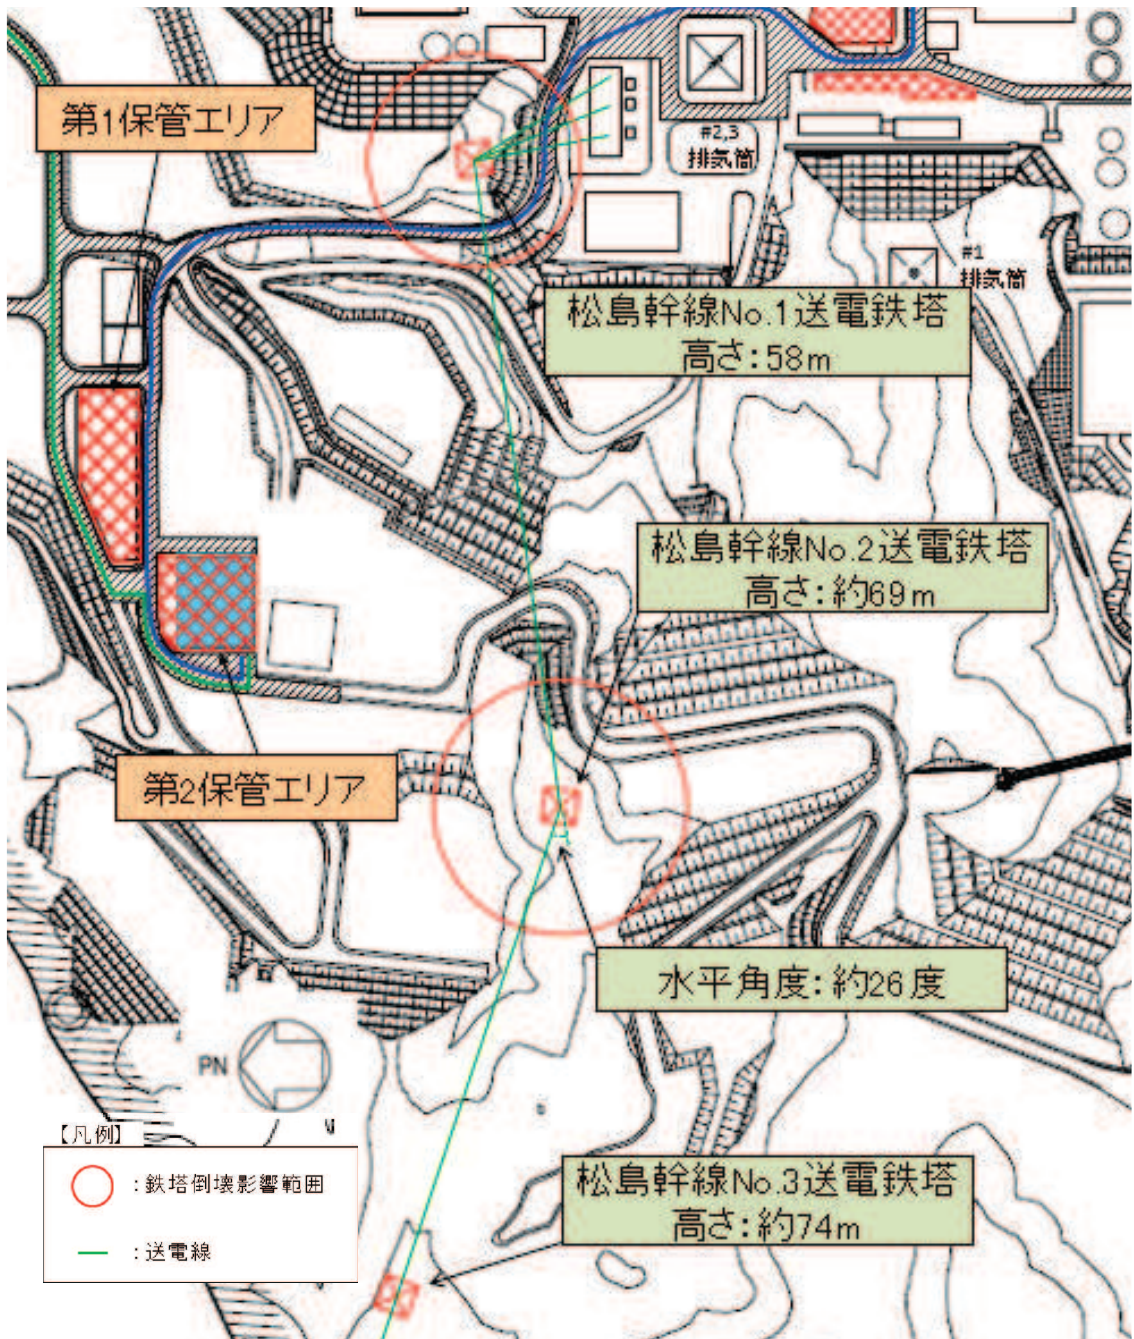 第1保管エリア
#2,3
排気筒
#1
排気筒
松島幹線No.1送電鉄塔
高さ:58m
松島幹線No.2送電鉄塔
高さ:約69m
第2保管エリア
水平角度:約26度
PN
【凡例】
:鉄塔倒壊影響範囲
:送電線
松島幹線No.3送電鉄塔
高さ:約74m